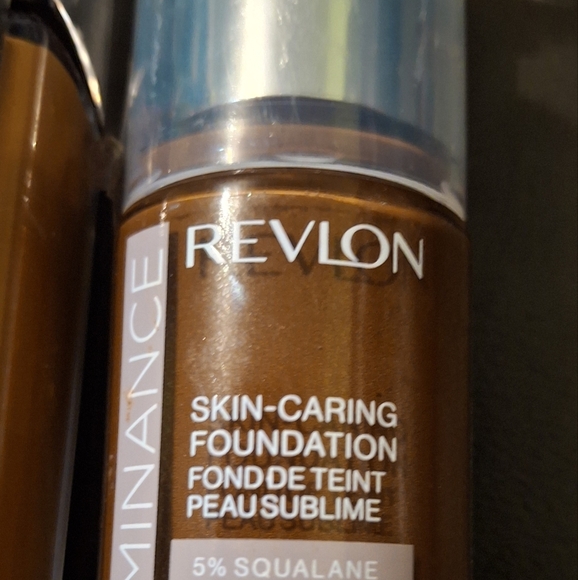 REVLON
MINANCE
SKIN-CARING
FOUNDATION
FOND DE TEINT
PEAU SUBLIME
5% SQUALANE